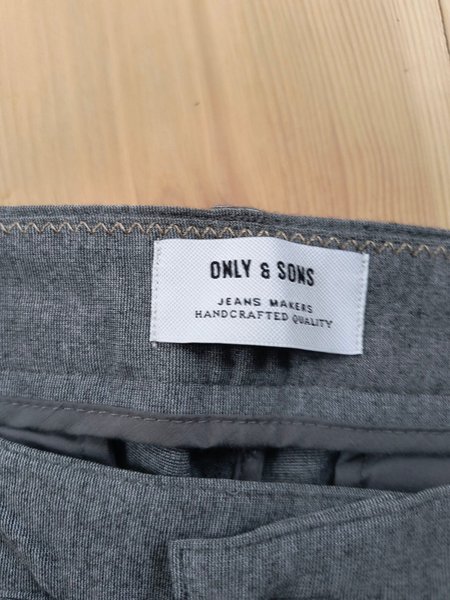 ONLY & SONS
JEANS MAKERS
HANDCRAFTED QUALITY